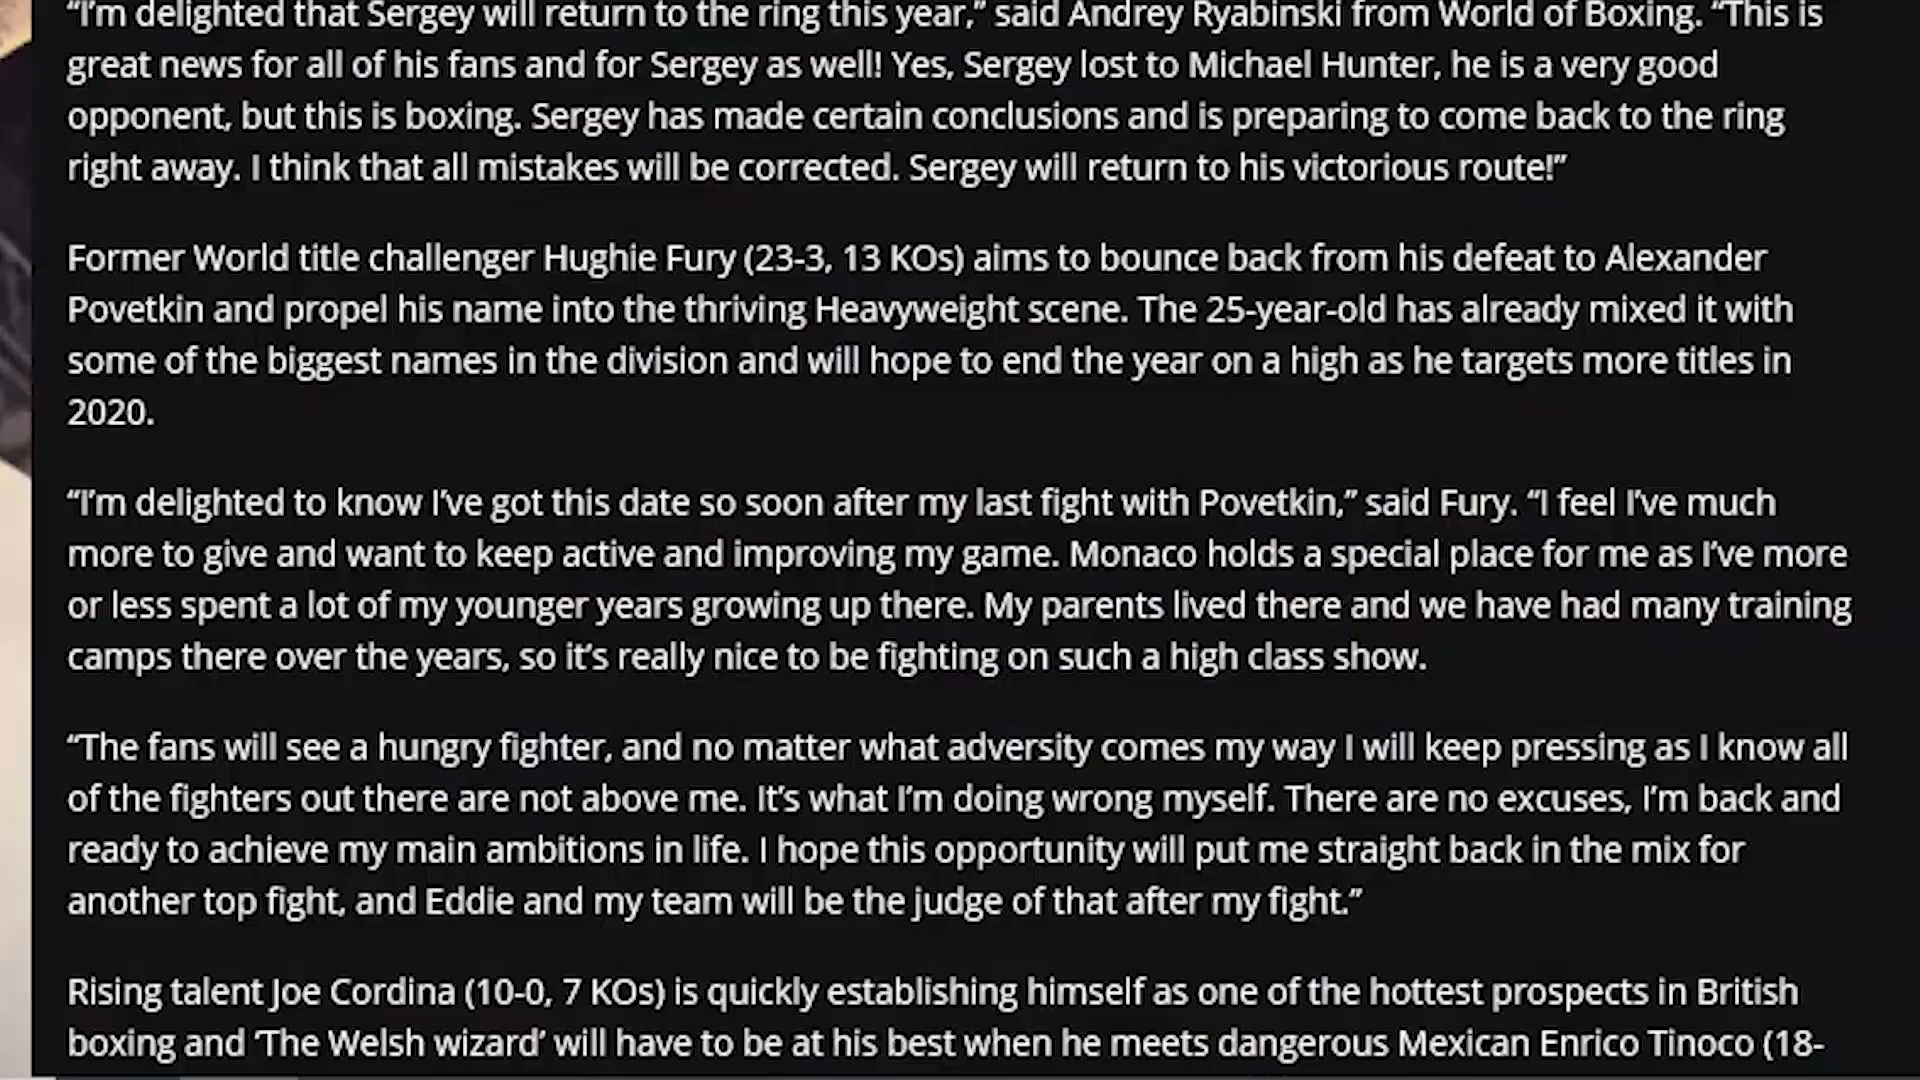 “I’m delighted that Sergey will return to the ring this year,” said Andrey Ryabinski from World of Boxing. “This is
great news for all of his fans and for Sergey as well! Yes, Sergey lost to Michael Hunter, he is a very good
opponent, but this is boxing. Sergey has made certain conclusions and is preparing to come back to the ring
right away. I think that all mistakes will be corrected. Sergey will return to his victorious route!”
Former World title challenger Hughie Fury (23-3, 13 KOs) aims to bounce back from his defeat to Alexander
Povetkin and propel his name into the thriving Heavyweight scene. The 25-year-old has already mixed it with
some of the biggest names in the division and will hope to end the year on a high as he targets more titles in
2020.
“I’m delighted to know I’ve got this date so soon after my last fight with Povetkin,” said Fury. “I feel I’ve much
more to give and want to keep active and improving my game. Monaco holds a special place for me as I’ve more
or less spent a lot of my younger years growing up there. My parents lived there and we have had many training
camps there over the years, so it’s really nice to be fighting on such a high class show.
“The fans will see a hungry fighter, and no matter what adversity comes my way I will keep pressing as I know all
of the fighters out there are not above me. It’s what I’m doing wrong myself. There are no excuses, I’m back and
ready to achieve my main ambitions in life. I hope this opportunity will put me straight back in the mix for
another top fight, and Eddie and my team will be the judge of that after my fight.”
Rising talent Joe Cordina (10-0, 7 KOs) is quickly establishing himself as one of the hottest prospects in British
boxing and ‘The Welsh wizard’ will have to be at his best when he meets dangerous Mexican Enrico Tinoco (18-